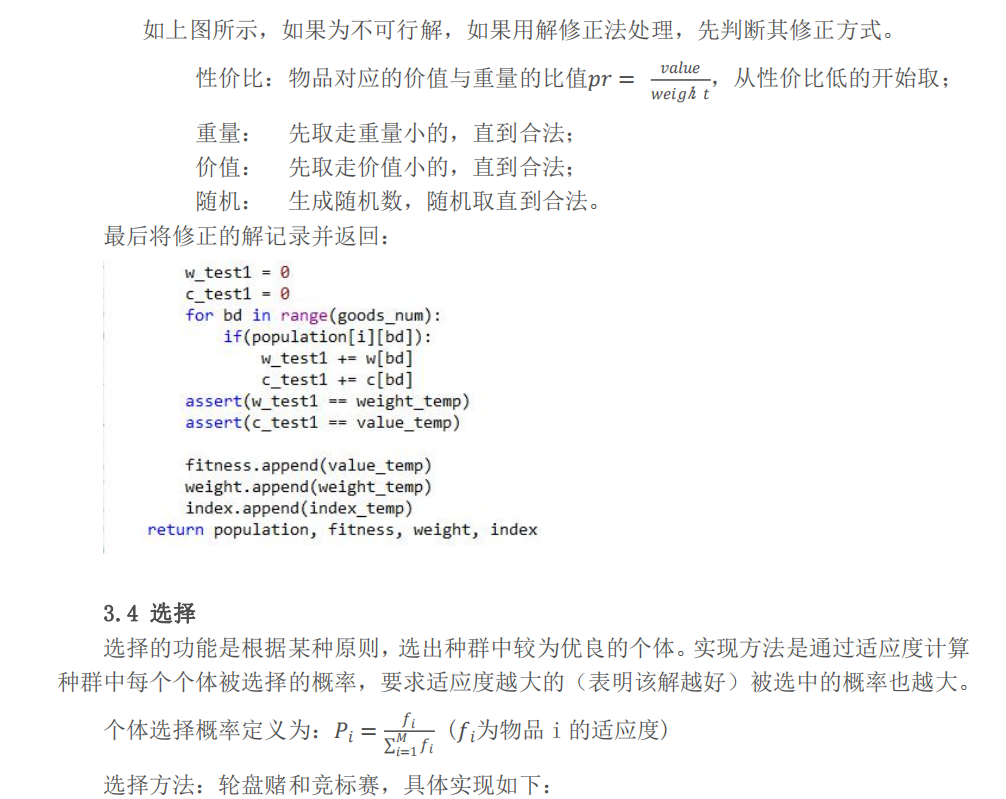 如上图所示，如果为不可行解，如果用解修正法处理，先判断其修正方式。
性价比：物品对应的价值与重量的比值pr = value / weight，从性价比低的开始取；
重量： 先取走重量小的，直到合法；
价值： 先取走价值小的，直到合法；
随机： 生成随机数，随机取直到合法。
最后将修正的解记录并返回：
w_test1 = 0
c_test1 = 0
for bd in range(goods_num):
if(population[i][bd]):
w_test1 += w[bd]
c_test1 += c[bd]
assert(w_test1 == weight_temp)
assert(c_test1 == value_temp)
fitness.append(value_temp)
weight.append(weight_temp)
index.append(index_temp)
return population, fitness, weight, index
3.4 选择
选择的功能是根据某种原则，选出种群中较为优良的个体。实现方法是通过适应度计算
种群中每个个体被选择的概率，要求适应度越大的（表明该解越好）被选中的概率也越大。
个体选择概率定义为：P_i = f_i / ∑_{i=1}^{M} f_i (f_i为物品 i 的适应度)
选择方法：轮盘赌和竞标赛，具体实现如下：